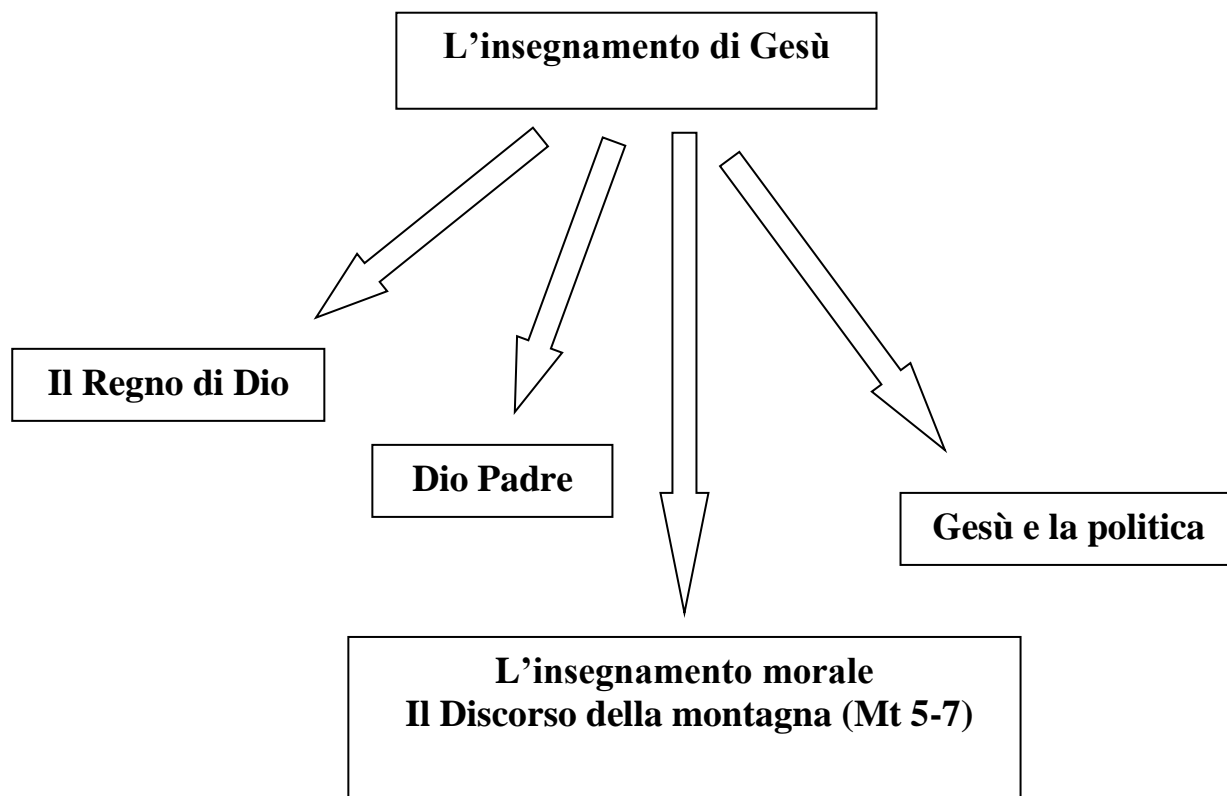 L’insegnamento di Gesù
Il Regno di Dio
Dio Padre
Gesù e la politica
L’insegnamento morale
Il Discorso della montagna (Mt 5-7)